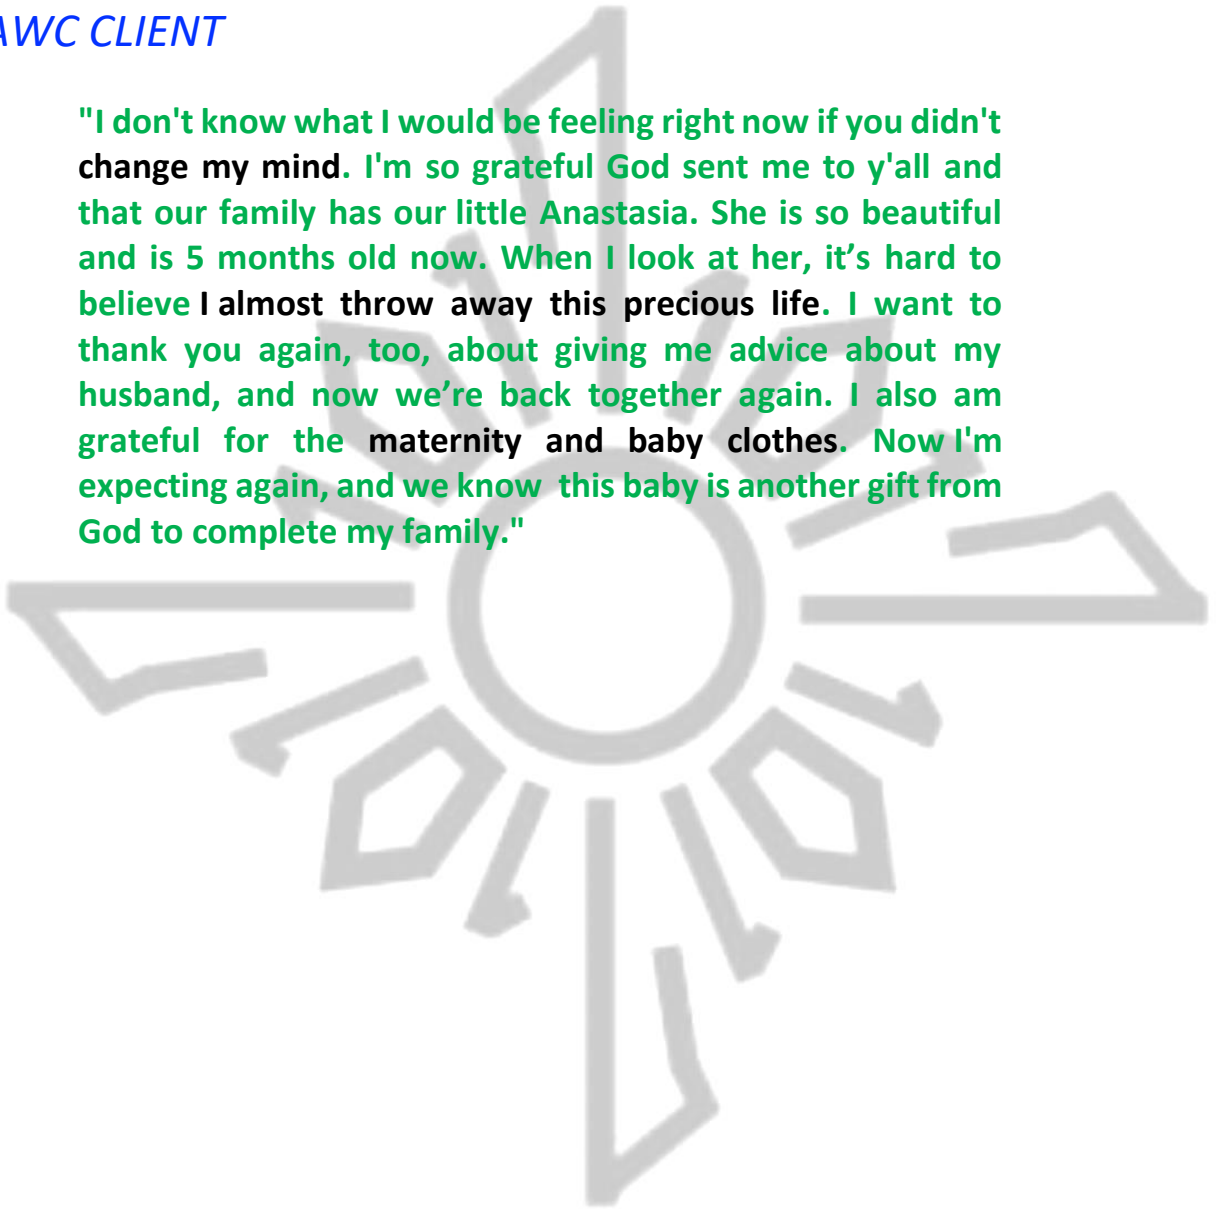 AWC CLIENT
"I don't know what I would be feeling right now if you didn't
change my mind. I'm so grateful God sent me to y'all and
that our family has our little Anastasia. She is so beautiful
and is 5 months old now. When I look at her, it’s hard to
believe I almost throw away this precious life. I want to
thank you again, too, about giving me advice about my
husband, and now we’re back together again. I also am
grateful for the maternity and baby clothes. Now I'm
expecting again, and we know  this baby is another gift from
God to complete my family."